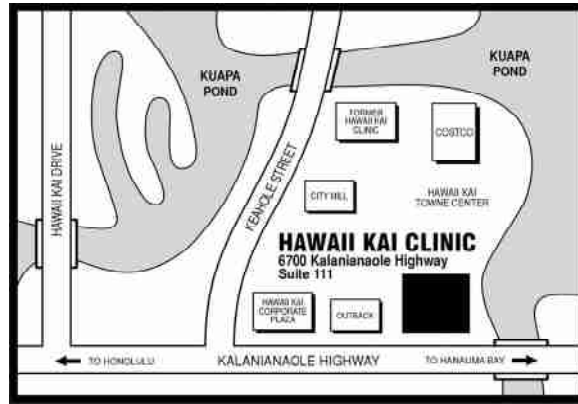 KUAPA
POND
KUAPA
POND
FORMER
HAWAII KAI
CLINIC
COSTCO
HAWAII KAI DRIVE
KEAHOLE STREET
CITY MILL
HAWAII KAI
TOWNE CENTER
HAWAII KAI CLINIC
6700 Kalanianaole Highway
Suite 111
HAWAII KAI
CORPORATE
PLAZA
OUTBACK
TO HONOLULU
KALANIANAOLE HIGHWAY
TO HANAUMA BAY